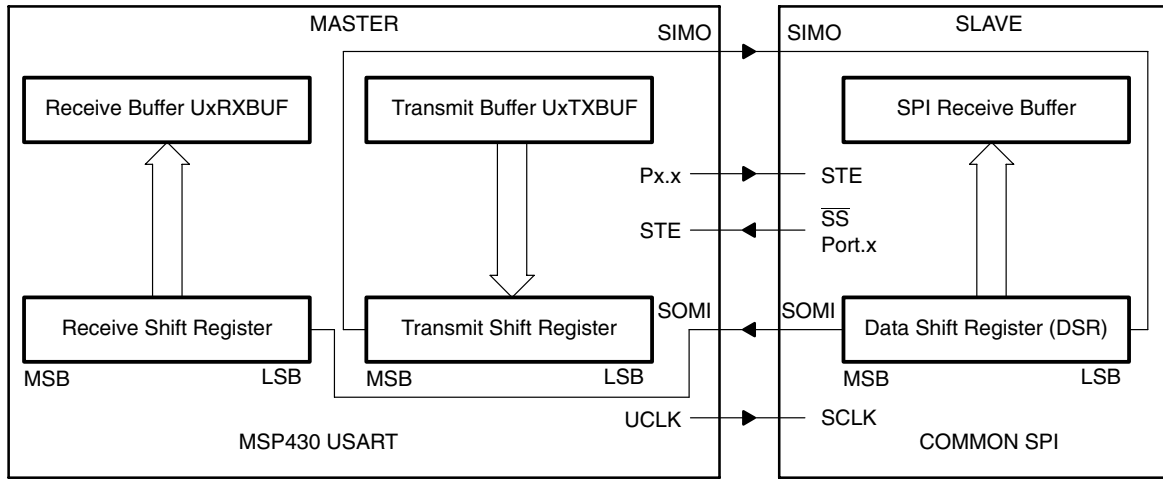 MASTER
SIMO
SIMO
SLAVE
Receive Buffer UxRXBUF
Transmit Buffer UxTXBUF
SPI Receive Buffer
Px.x
STE
STE
S̅S̅
Port.x
Receive Shift Register
Transmit Shift Register
SOMI
SOMI
Data Shift Register (DSR)
MSB
LSB
MSB
LSB
MSB
LSB
UCLK
SCLK
MSP430 USART
COMMON SPI